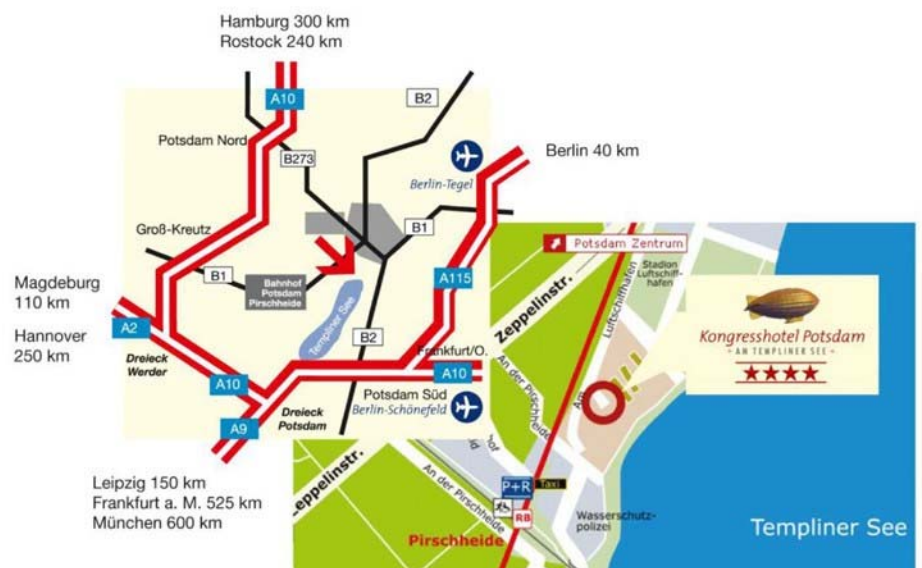 Hamburg 300 km
Rostock 240 km
A10
B2
Potsdam Nord
B273
Berlin 40 km
Berlin-Tegel
Groß-Kreutz
B1
B1
Bahnhof
Potsdam
Pirschheide
A115
Templiner See
Magdeburg
110 km
Hannover
250 km
A2
Dreieck
Werder
B2
Frankfurt/O.
A10
A10
Potsdam Süd
Berlin-Schönefeld
A9
Dreieck
Potsdam
Leipzig 150 km
Frankfurt a. M. 525 km
München 600 km
Potsdam Zentrum
Stadion
Luftschiff-
hafen
Zeppelinstr.
Luftschiffhafen
Am
An der Pirschheide
Kongresshotel Potsdam
- AN TEMPLINER SEE -
Zeppelinstr.
An der Pirschheide
P+R
Taxi
RB
Pirschheide
Wasserschutz-
polizei
Templiner See